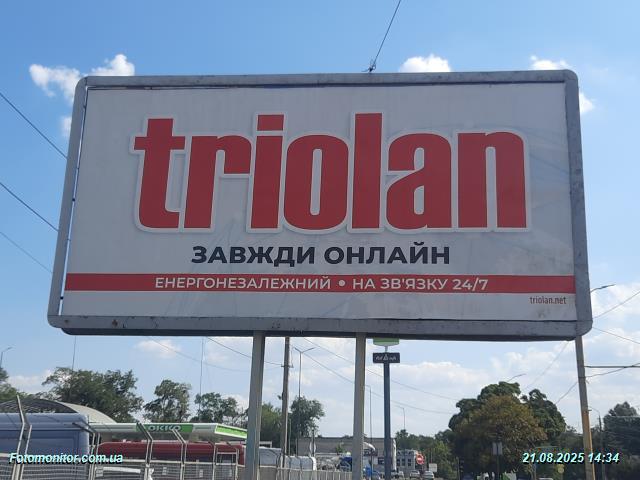 triolan
ЗАВЖДИ ОНЛАЙН
ЕНЕРГОНЕЗАЛЕЖНИЙ • НА ЗВ'ЯЗКУ 24/7
triolan.net
ОККО
Fotomonitor.com.ua
21.08.2025 14:34